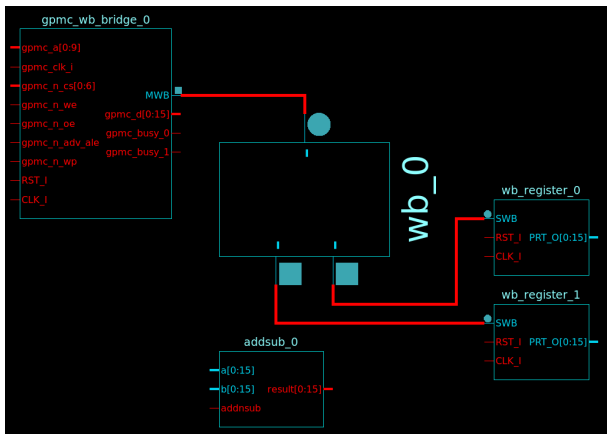 gpmc_wb_bridge_0
gpmc_a[0:9]
gpmc_clk_i
gpmc_n_cs[0:6]
gpmc_n_we
gpmc_n_oe
gpmc_n_adv_ale
gpmc_n_wp
RST_I
CLK_I
MWB
gpmc_d[0:15]
gpmc_busy_0
gpmc_busy_1
wb_0
wb_register_0
SWB
RST_I PRT_O[0:15]
CLK_I
wb_register_1
SWB
RST_I PRT_O[0:15]
CLK_I
addsub_0
a[0:15]
b[0:15] result[0:15]
addnsub